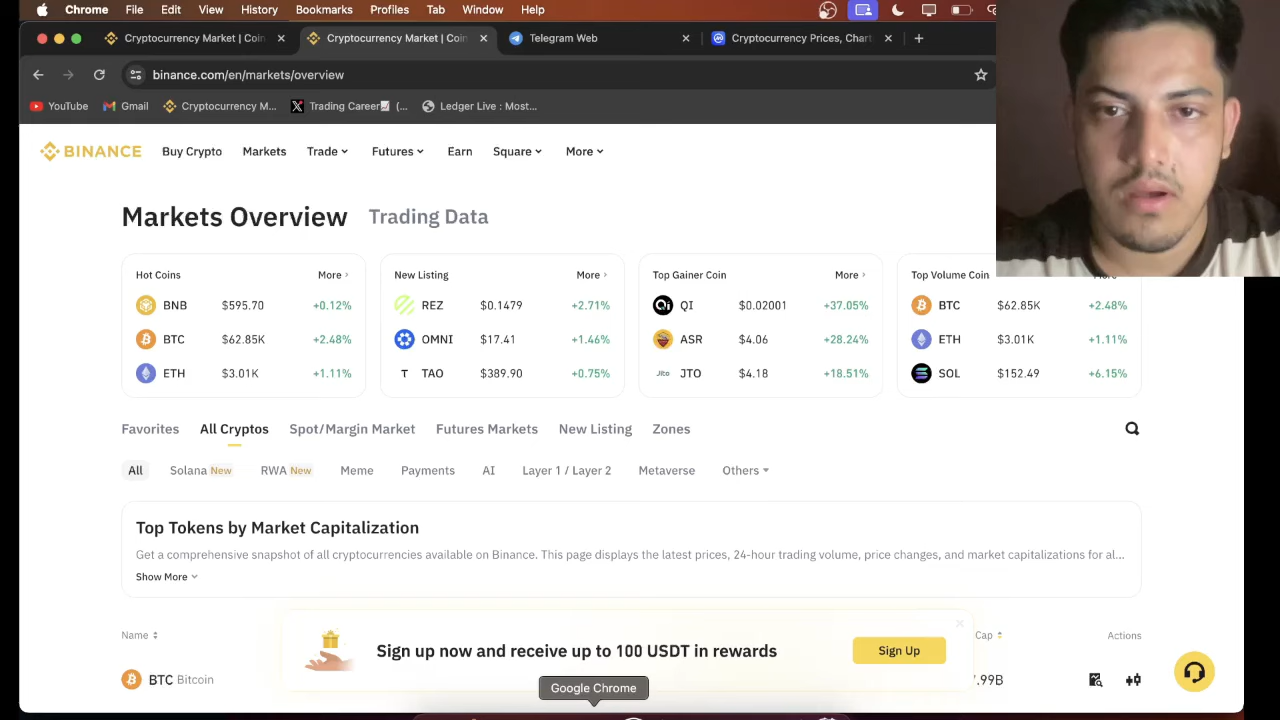 Chrome File Edit View History Bookmarks Profiles Tab Window Help
Cryptocurrency Market | Coin Cryptocurrency Market | Coin Telegram Web Cryptocurrency Prices, Chart
binance.com/en/markets/overview
YouTube Gmail Cryptocurrency M... Trading Career📈 (... Ledger Live : Most...
BINANCE Buy Crypto Markets Trade Futures Earn Square More
Markets Overview Trading Data
Hot Coins More New Listing More Top Gainer Coin More Top Volume Coin
BNB $595.70 +0.12% REZ $0.1479 +2.71% QI $0.02001 +37.05% BTC $62.85K +2.48%
BTC $62.85K +2.48% OMNI $17.41 +1.46% ASR $4.06 +28.24% ETH $3.01K +1.11%
ETH $3.01K +1.11% T TAO $389.90 +0.75% Jito JTO $4.18 +18.51% SOL $152.49 +6.15%
Favorites All Cryptos Spot/Margin Market Futures Markets New Listing Zones
All Solana New RWA New Meme Payments AI Layer 1 / Layer 2 Metaverse Others
Top Tokens by Market Capitalization
Get a comprehensive snapshot of all cryptocurrencies available on Binance. This page displays the latest prices, 24-hour trading volume, price changes, and market capitalizations for al...
Show More
Name Cap Actions
Sign up now and receive up to 100 USDT in rewards Sign Up
BTC Bitcoin .99B
Google Chrome